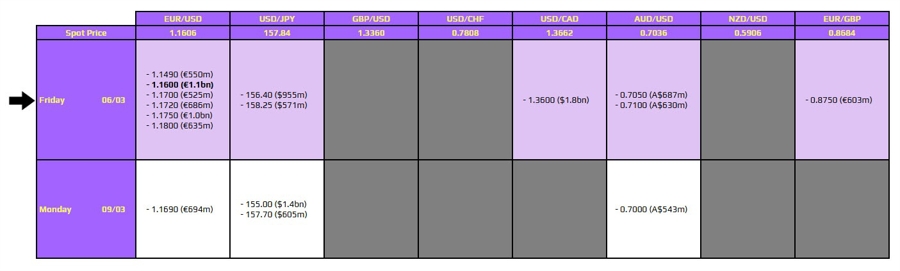 EUR/USD USD/JPY GBP/USD USD/CHF USD/CAD AUD/USD NZD/USD EUR/GBP
Spot Price 1.1606 157.84 1.3360 0.7808 1.3662 0.7036 0.5906 0.8684
Friday 06/03
- 1.1490 (€550m)
- 1.1600 (€1.1bn)
- 1.1700 (€525m)
- 1.1720 (€686m)
- 1.1750 (€1.0bn)
- 1.1800 (€635m)
- 156.40 ($955m)
- 158.25 ($571m)
- 1.3600 ($1.8bn)
- 0.7050 (A$687m)
- 0.7100 (A$630m)
- 0.8750 (€603m)
Monday 09/03
- 1.1690 (€694m)
- 155.00 ($1.4bn)
- 157.70 ($605m)
- 0.7000 (A$543m)